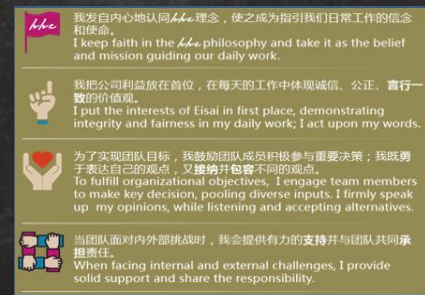 hhc
我发自内心地认同hhc理念，使之成为指引我们日常工作的信念
和使命。
I keep faith in the hhc philosophy and take it as the belief
and mission guiding our daily work.
我把公司利益放在首位，在每天的工作中体现诚信、公正、言行一
致的价值观。
I put the interests of Eisai in first place, demonstrating
integrity and fairness in my daily work; I act upon my words.
为了实现团队目标，我鼓励团队成员积极参与重要决策；我既勇
于表达自己的观点，又接纳并包容不同的观点。
To fulfill organizational objectives, I engage team members
to make key decision, pooling diverse inputs. I firmly speak
up my opinions, while listening and accepting alternatives.
当团队面对内外部挑战时，我会提供有力的支持并与团队共同承
担责任。
When facing internal and external challenges, I provide
solid support and share the responsibility.